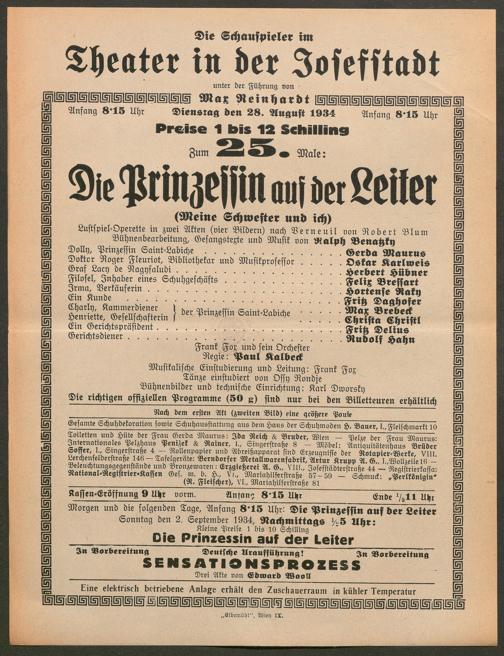 Die Schauspieler im
Theater in der Josefstadt
unter der Führung von
Max Reinhardt
Anfang 8·15 Uhr Dienstag den 28. August 1934 Anfang 8·15 Uhr
Preise 1 bis 12 Schilling
Zum 25. Male:
Die Prinzessin auf der Leiter
(Meine Schwester und ich)
Lustspiel-Operette in zwei Akten (vier Bildern) nach Verneuil von Robert Blum
Bühnenbearbeitung, Gesangstexte und Musik von Ralph Benatzky
Dolly, Prinzessin Saint-Labiche . . . . . Gerda Maurus
Doktor Roger Fleuriot, Bibliothekar und Musikprofessor . . . . . Oskar Karlweis
Graf Lacy de Nagyfaludi . . . . . Herbert Hübner
Filosel, Inhaber eines Schuhgeschäfts . . . . . Felix Bressart
Irma, Verkäuferin . . . . . Hortense Raky
Ein Kunde . . . . . Fritz Daghofer
Charly, Kammerdiener } der Prinzessin Saint-Labiche . . . . . Max Brebeck
Henriette, Gesellschafterin } Christa Christl
Ein Gerichtspräsident . . . . . Fritz Delius
Gerichtsdiener . . . . . Rudolf Hahn
Frank Fox und sein Orchester
Regie: Paul Kalbeck
Musikalische Einstudierung und Leitung: Frank Fox
Tänze einstudiert von Ossy Rondje
Bühnenbilder und technische Einrichtung: Karl Dworsky
Die richtigen offiziellen Programme (50 g) sind nur bei den Billetteuren erhältlich
Nach dem ersten Akt (zweiten Bild) eine größere Pause
Gesamte Schuhdekoration sowie Schuhausstattung aus dem Haus der Schuhmoden H. Bauer, I., Fleischmarkt 10
Toiletten und Hüte der Frau Gerda Maurus: Ida Reich & Bruder, Wien — Pelze der Frau Maurus:
Internationales Pelzhaus Penizek & Rainer, I., Singerstraße 8 — Möbel: Antiquitätenhaus Brüder
Soffer, I., Singerstraße 4 — Rollenpapier und Abreißapparat sind Erzeugnisse der Rotapier-Werke, VIII.,
Lerchenfelderstraße 146 — Tafelgeräte: Berndorfer Metallwarenfabrik, Artur Krupp A. G., I., Wollzeile 16 —
Beleuchtungsgegenstände und Bronzewaren: Erzgießerei A. G., VIII., Josefstädterstraße 44 — Registrierkassa:
National-Registrier-Kassen Ges. m. b. H., VI., Mariahilferstraße 57—59 — Schmuck: „Perlkönigin“
(R. Fleischer), VI., Mariahilferstraße 81
Kassen-Eröffnung 9 Uhr vorm. Anfang 8·15 Uhr Ende ½11 Uhr
Morgen und die folgenden Tage, Anfang 8·15 Uhr: Die Prinzessin auf der Leiter
Sonntag den 2. September 1934, Nachmittags ½5 Uhr:
Kleine Preise 1 bis 10 Schilling
Die Prinzessin auf der Leiter
In Vorbereitung Deutsche Uraufführung! In Vorbereitung
SENSATIONSPROZESS
Drei Akte von Edward Wooll
Eine elektrisch betriebene Anlage erhält den Zuschauerraum in kühler Temperatur
„Elbemühl“, Wien IX.